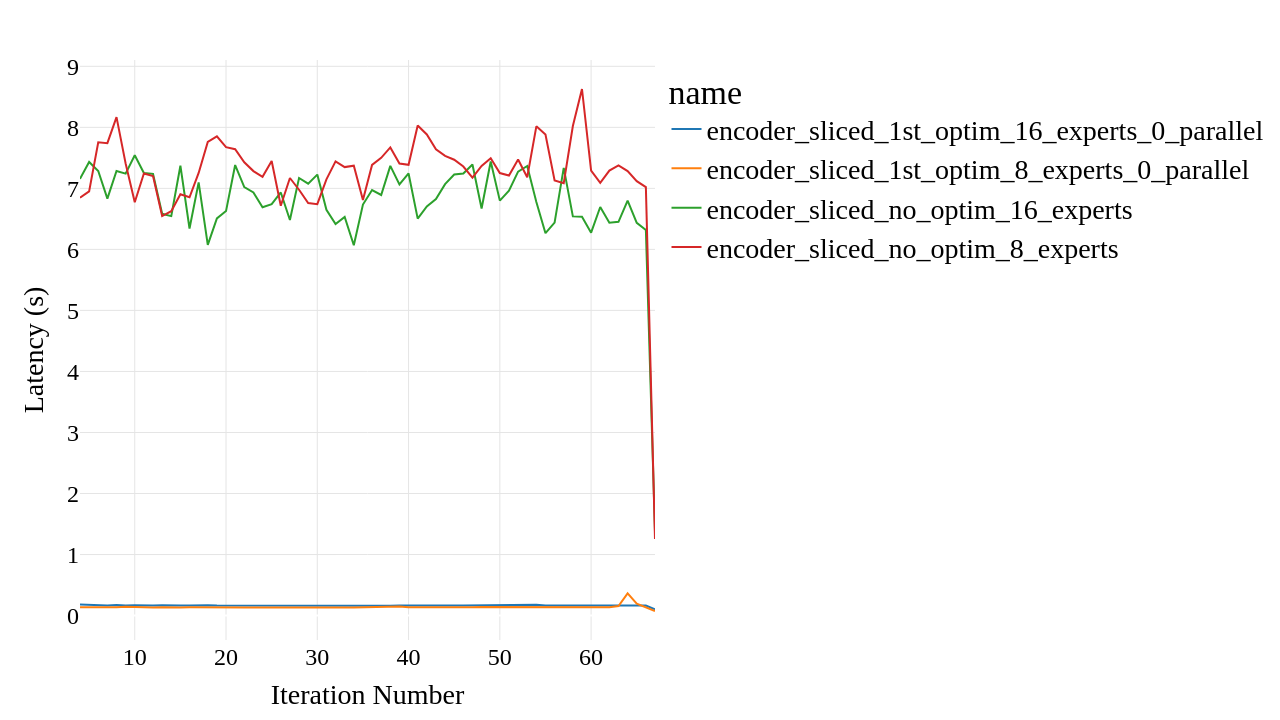 9
8
7
6
5
4
3
2
1
0
Latency (s)
10 20 30 40 50 60
Iteration Number
name
encoder_sliced_1st_optim_16_experts_0_parallel
encoder_sliced_1st_optim_8_experts_0_parallel
encoder_sliced_no_optim_16_experts
encoder_sliced_no_optim_8_experts